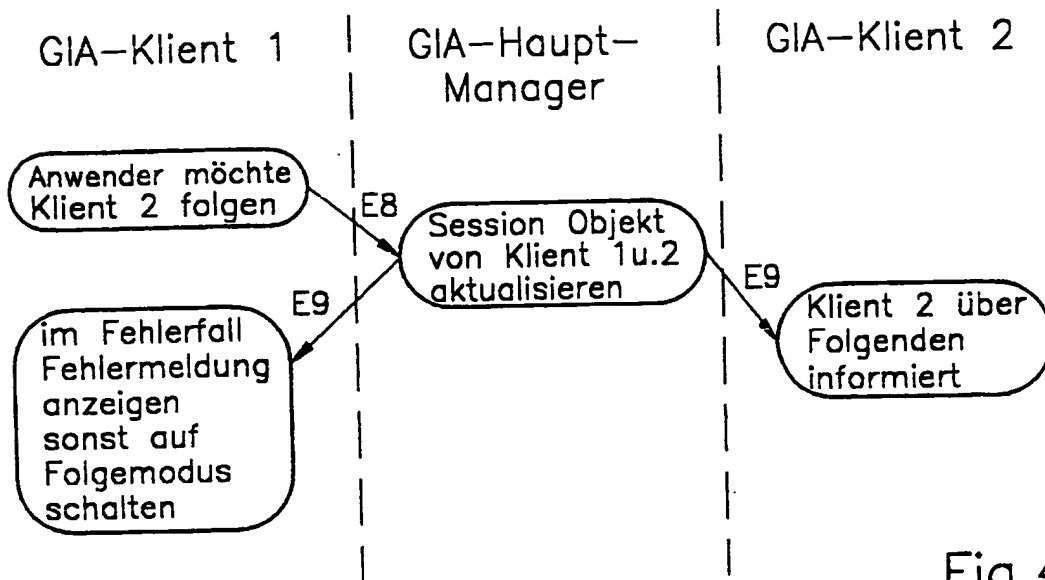 GIA-Klient 1
GIA-Haupt-
Manager
GIA-Klient 2
Anwender möchte
Klient 2 folgen
E8
Session Objekt
von Klient 1u.2
aktualisieren
E9
E9
im Fehlerfall
Fehlermeldung
anzeigen
sonst auf
Folgemodus
schalten
Klient 2 über
Folgenden
informiert
Fig